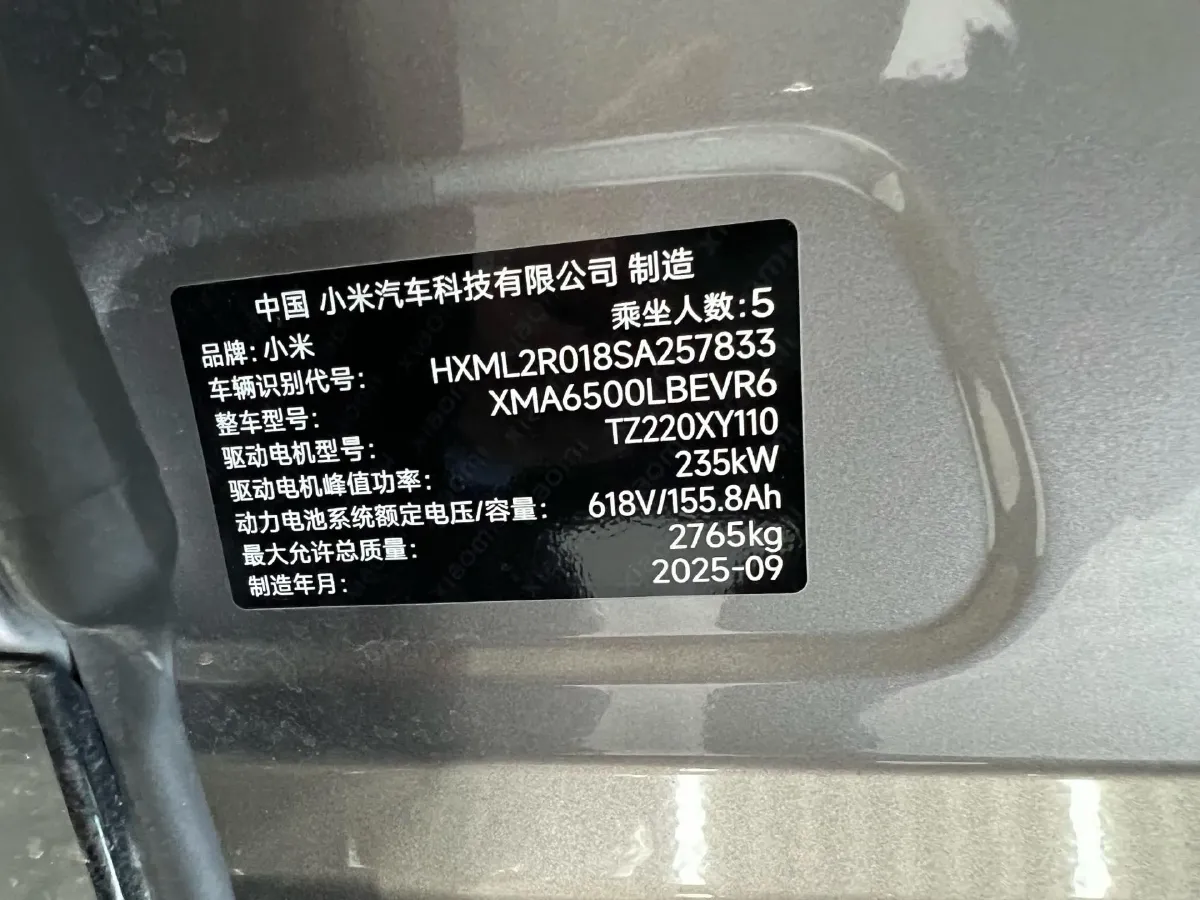 中国 小米汽车科技有限公司 制造
品牌:小米 乘坐人数:5
车辆识别代号: HXML2R018SA257833
整车型号: XMA6500LBEVR6
驱动电机型号: TZ220XY110
驱动电机峰值功率: 235kW
动力电池系统额定电压/容量: 618V/155.8Ah
最大允许总质量: 2765kg
制造年月: 2025-09